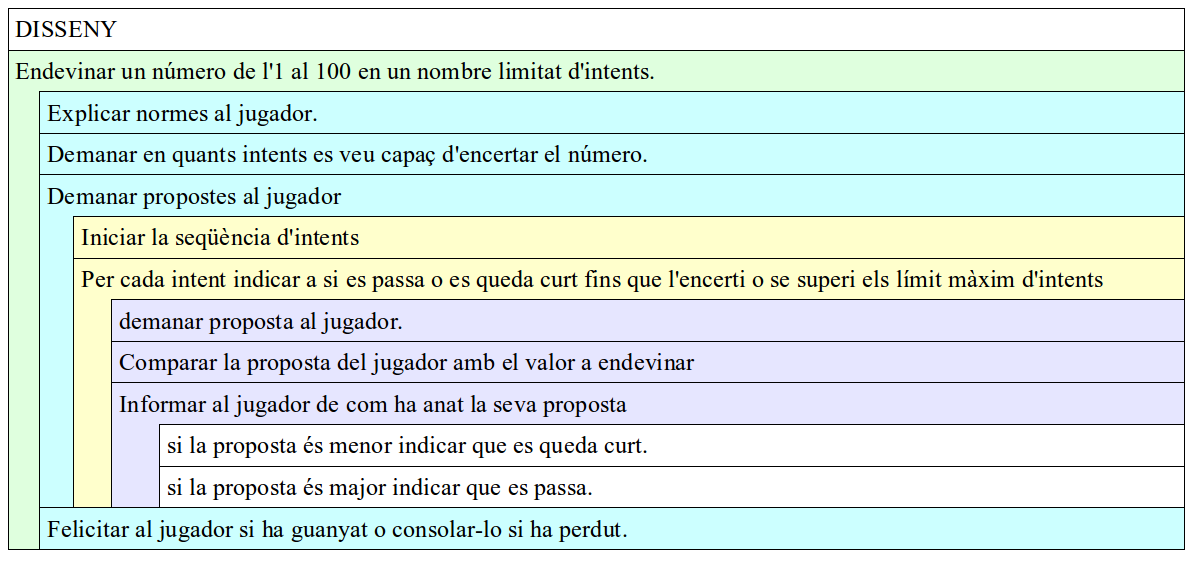 DISSENY
Endevinar un número de l'1 al 100 en un nombre limitat d'intents.
Explicar normes al jugador.
Demanar en quants intents es veu capaç d'encertar el número.
Demanar propostes al jugador
Iniciar la seqüència d'intents
Per cada intent indicar a si es passa o es queda curt fins que l'encerti o se superi els límit màxim d'intents
demanar proposta al jugador.
Comparar la proposta del jugador amb el valor a endevinar
Informar al jugador de com ha anat la seva proposta
si la proposta és menor indicar que es queda curt.
si la proposta és major indicar que es passa.
Felicitar al jugador si ha guanyat o consolar-lo si ha perdut.